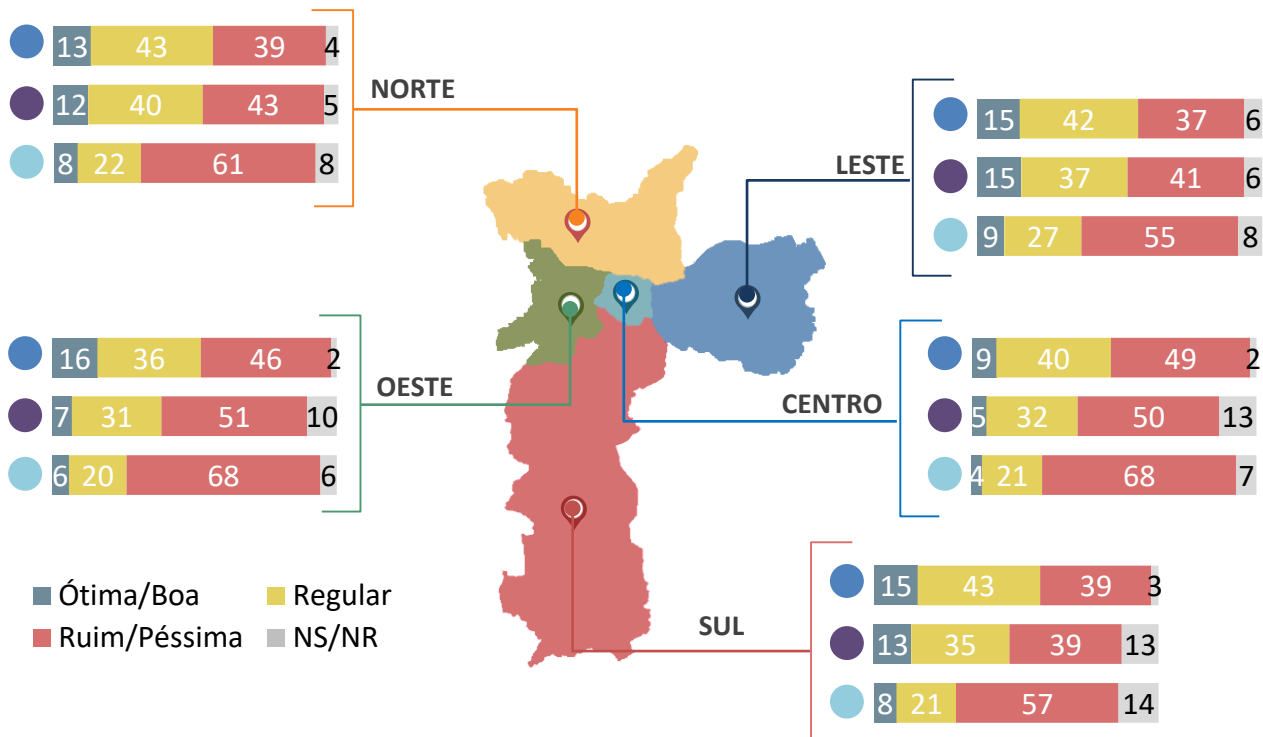 NORTE
13 43 39 4
12 40 43 5
8 22 61 8
LESTE
15 42 37 6
15 37 41 6
9 27 55 8
OESTE
16 36 46 2
7 31 51 10
6 20 68 6
CENTRO
9 40 49 2
5 32 50 13
4 21 68 7
SUL
15 43 39 3
13 35 39 13
8 21 57 14
Ótima/Boa Regular
Ruim/Péssima NS/NR